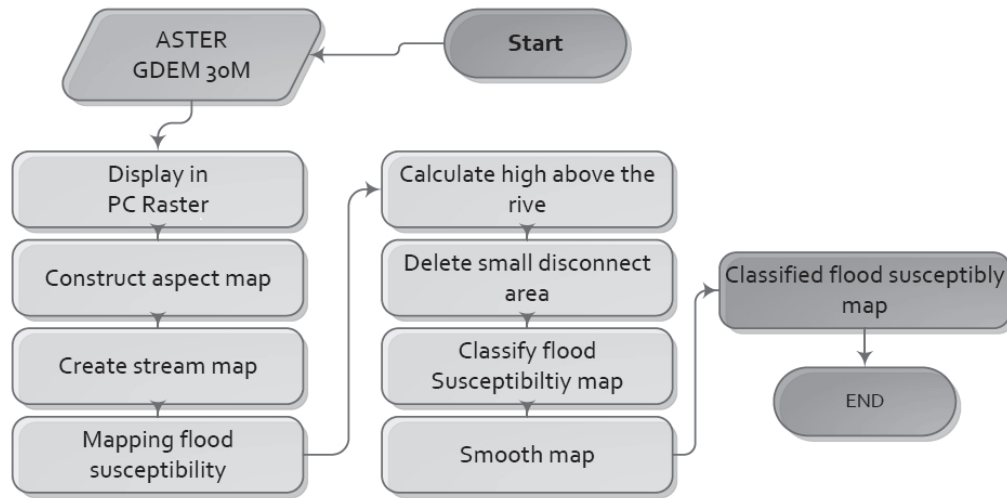 Start
ASTER
GDEM 30M
Display in
PC Raster
Construct aspect map
Create stream map
Mapping flood
susceptibility
Calculate high above the
rive
Delete small disconnect
area
Classify flood
Susceptibiltiy map
Smooth map
Classified flood susceptibly
map
END